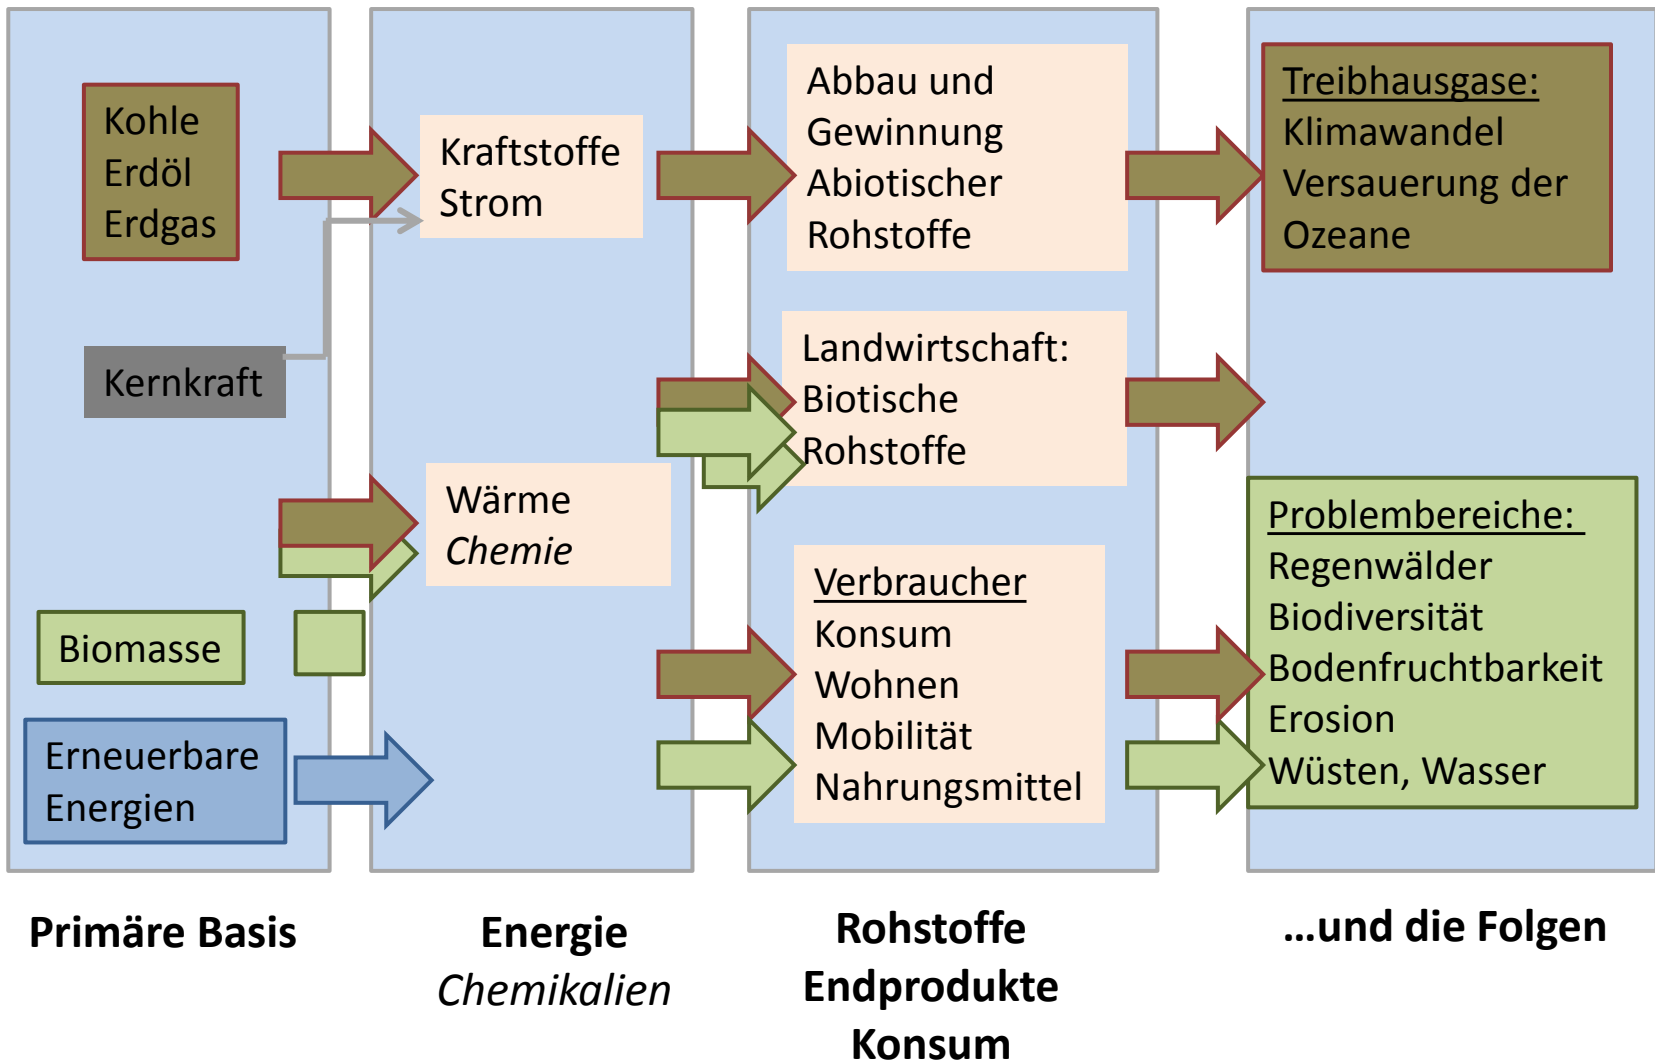 Kohle
Erdöl
Erdgas
Kernkraft
Biomasse
Erneuerbare
Energien
Primäre Basis
Kraftstoffe
Strom
Wärme
Chemie
Energie
Chemikalien
Abbau und
Gewinnung
Abiotischer
Rohstoffe
Landwirtschaft:
Biotische
Rohstoffe
Verbraucher
Konsum
Wohnen
Mobilität
Nahrungsmittel
Rohstoffe
Endprodukte
Konsum
Treibhausgase:
Klimawandel
Versauerung der
Ozeane
Problembereiche:
Regenwälder
Biodiversität
Bodenfruchtbarkeit
Erosion
Wüsten, Wasser
…und die Folgen